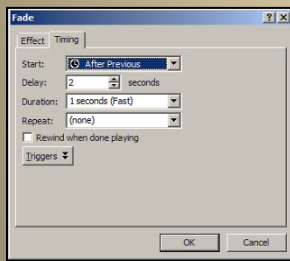 Fade
Effect Timing
Start: After Previous
Delay: 2 seconds
Duration: 1 seconds (Fast)
Repeat: (none)
Rewind when done playing
Triggers
OK Cancel